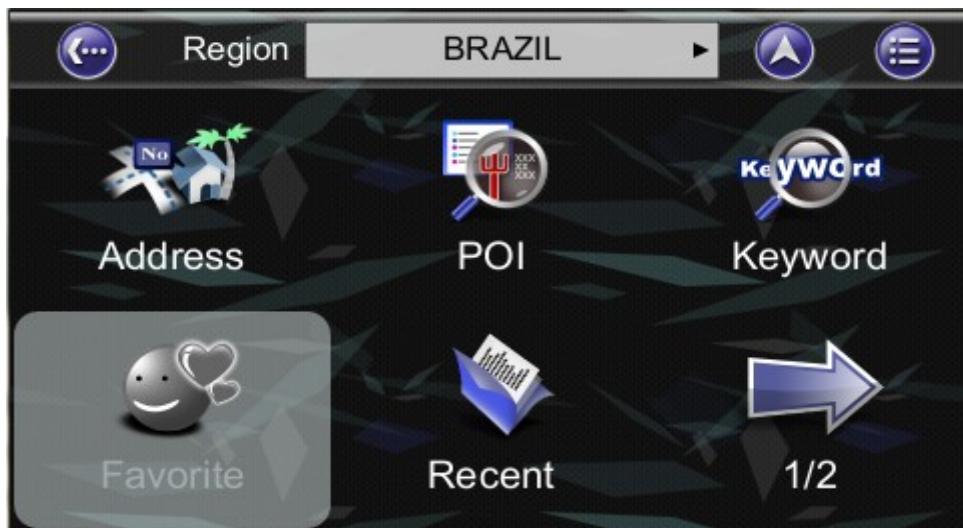 Region BRAZIL
No
XXX
XX
XXX
KeyWord
Address POI Keyword
Favorite Recent 1/2